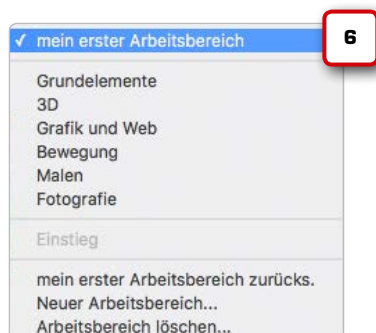 ✓ mein erster Arbeitsbereich
6
Grundelemente
3D
Grafik und Web
Bewegung
Malen
Fotografie
Einstieg
mein erster Arbeitsbereich zurücks.
Neuer Arbeitsbereich...
Arbeitsbereich löschen...